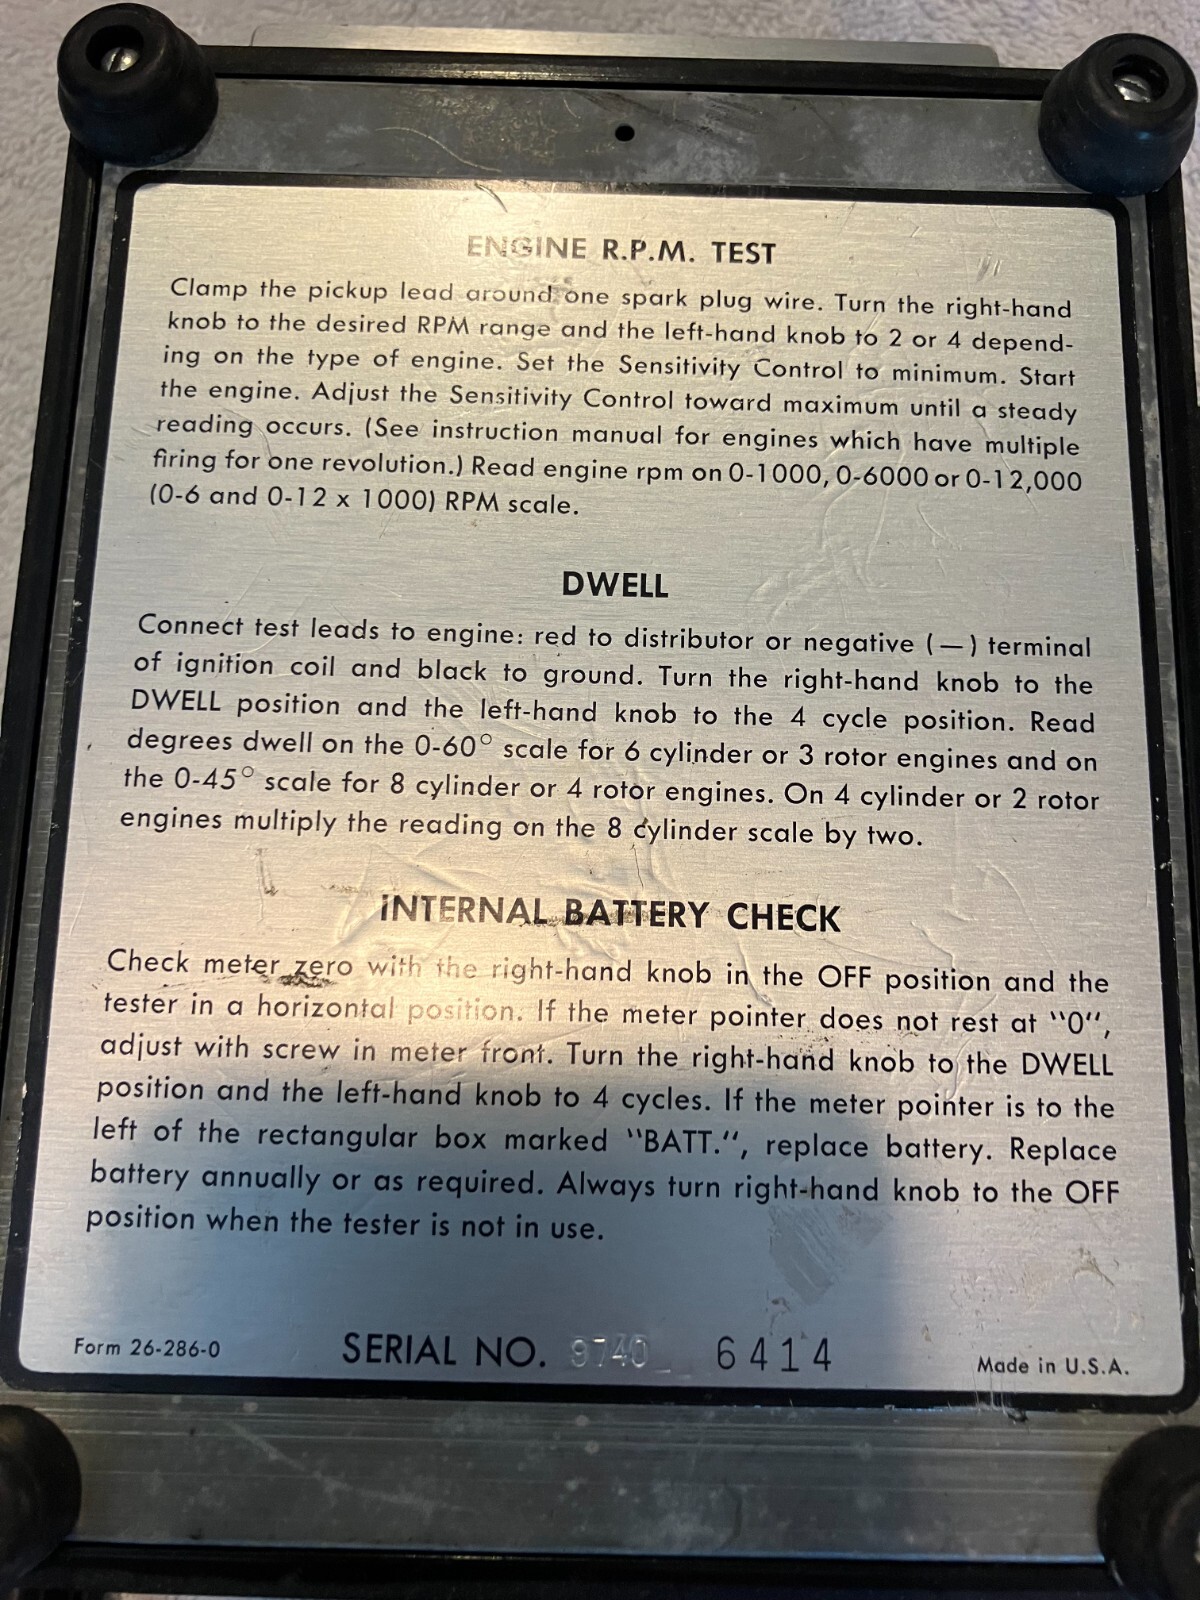 ENGINE R.P.M. TEST
Clamp the pickup lead around one spark plug wire. Turn the right-hand
knob to the desired RPM range and the left-hand knob to 2 or 4 depend-
ing on the type of engine. Set the Sensitivity Control to minimum. Start
the engine. Adjust the Sensitivity Control toward maximum until a steady
reading occurs. (See instruction manual for engines which have multiple
firing for one revolution.) Read engine rpm on 0-1000, 0-6000 or 0-12,000
(0-6 and 0-12 x 1000) RPM scale.
DWELL
Connect test leads to engine: red to distributor or negative (—) terminal
of ignition coil and black to ground. Turn the right-hand knob to the
DWELL position and the left-hand knob to the 4 cycle position. Read
degrees dwell on the 0-60° scale for 6 cylinder or 3 rotor engines and on
the 0-45° scale for 8 cylinder or 4 rotor engines. On 4 cylinder or 2 rotor
engines multiply the reading on the 8 cylinder scale by two.
INTERNAL BATTERY CHECK
Check meter zero with the right-hand knob in the OFF position and the
tester in a horizontal position. If the meter pointer does not rest at "0",
adjust with screw in meter front. Turn the right-hand knob to the DWELL
position and the left-hand knob to 4 cycles. If the meter pointer is to the
left of the rectangular box marked "BATT.", replace battery. Replace
battery annually or as required. Always turn right-hand knob to the OFF
position when the tester is not in use.
Form 26-286-0 SERIAL NO. 9740 6414 Made in U.S.A.